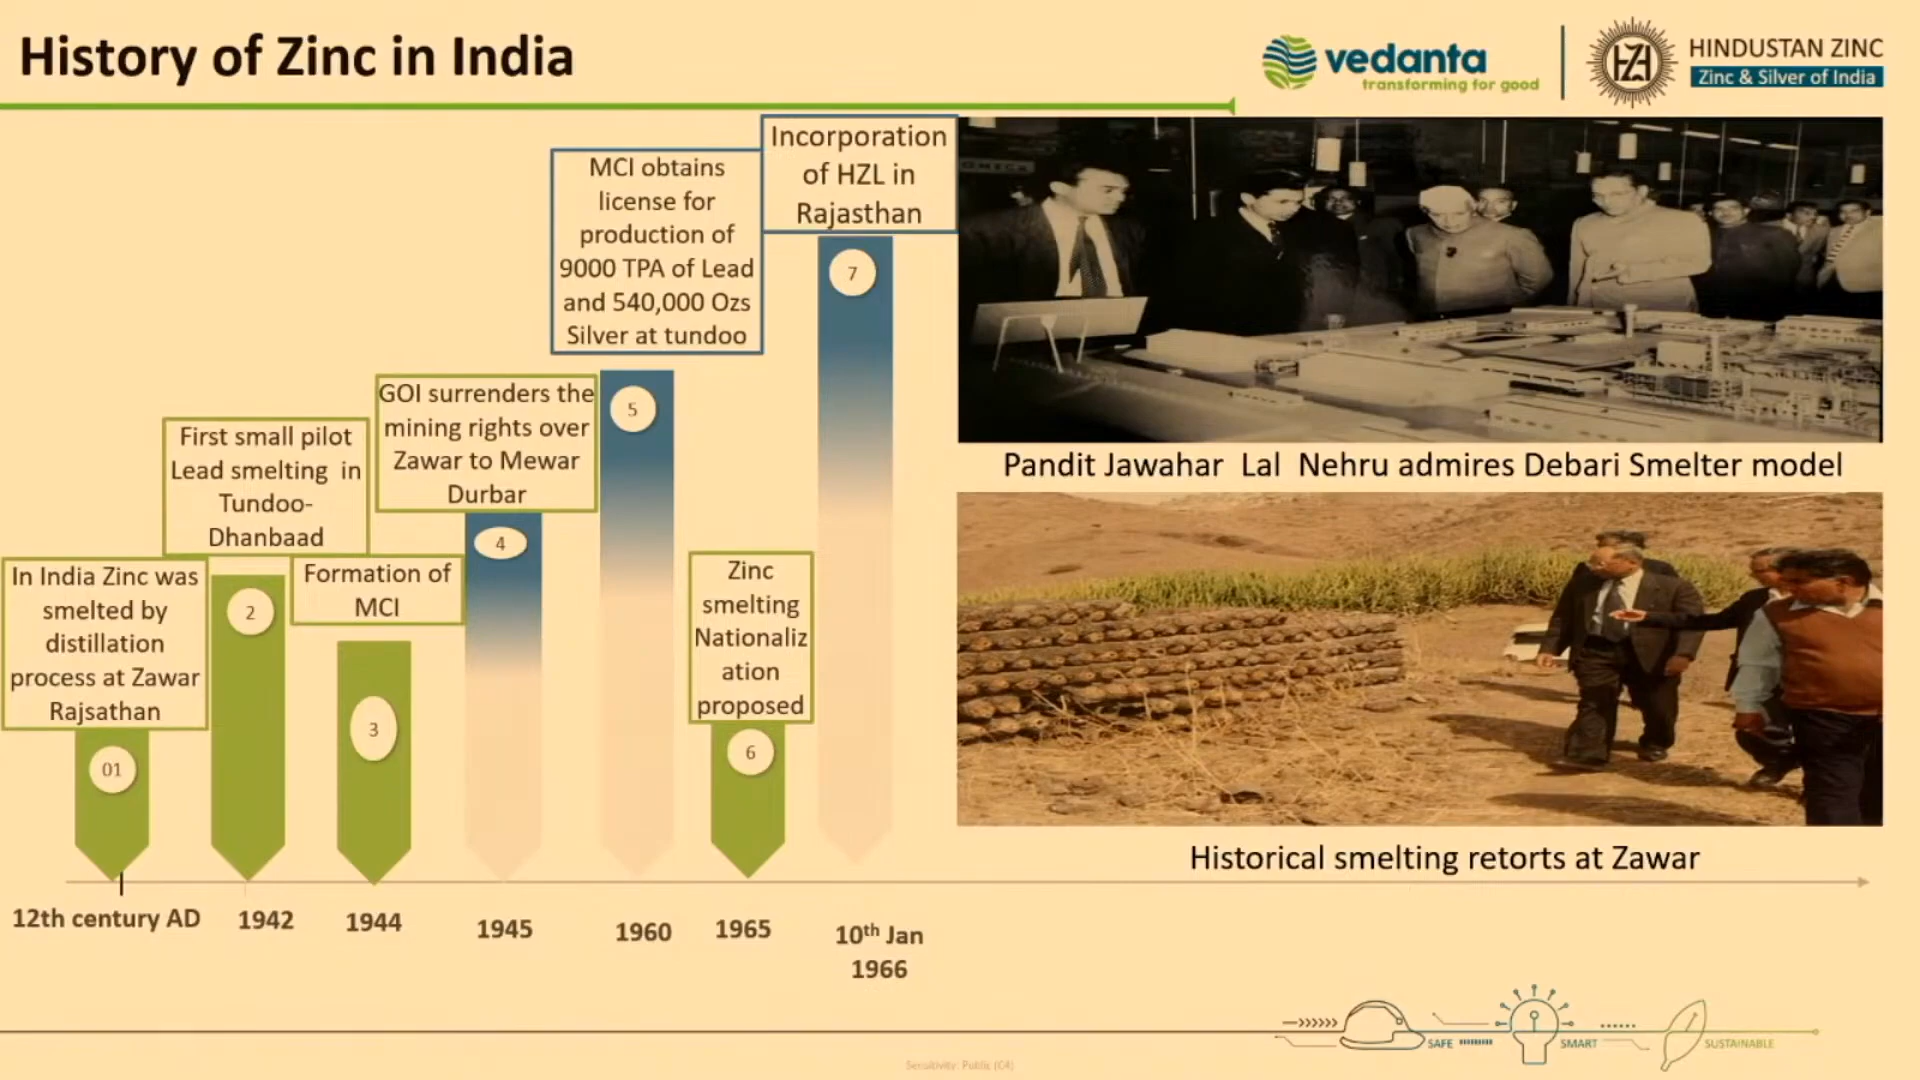 History of Zinc in India
vedanta
transforming for good
HINDUSTAN ZINC
Zinc & Silver of India
In India Zinc was
smelted by
distillation
process at Zawar
Rajsathan
01
12th century AD
First small pilot
Lead smelting in
Tundoo-
Dhanbaad
2
1942
Formation of
MCI
3
1944
GOI surrenders the
mining rights over
Zawar to Mewar
Durbar
4
1945
MCI obtains
license for
production of
9000 TPA of Lead
and 540,000 Ozs
Silver at tundoo
5
1960
Zinc
smelting
Nationaliz
ation
proposed
6
1965
Incorporation
of HZL in
Rajasthan
7
10th Jan
1966
Pandit Jawahar Lal Nehru admires Debari Smelter model
Historical smelting retorts at Zawar
SAFE
SMART
SUSTAINABLE
Sensitivity: Public (C4)